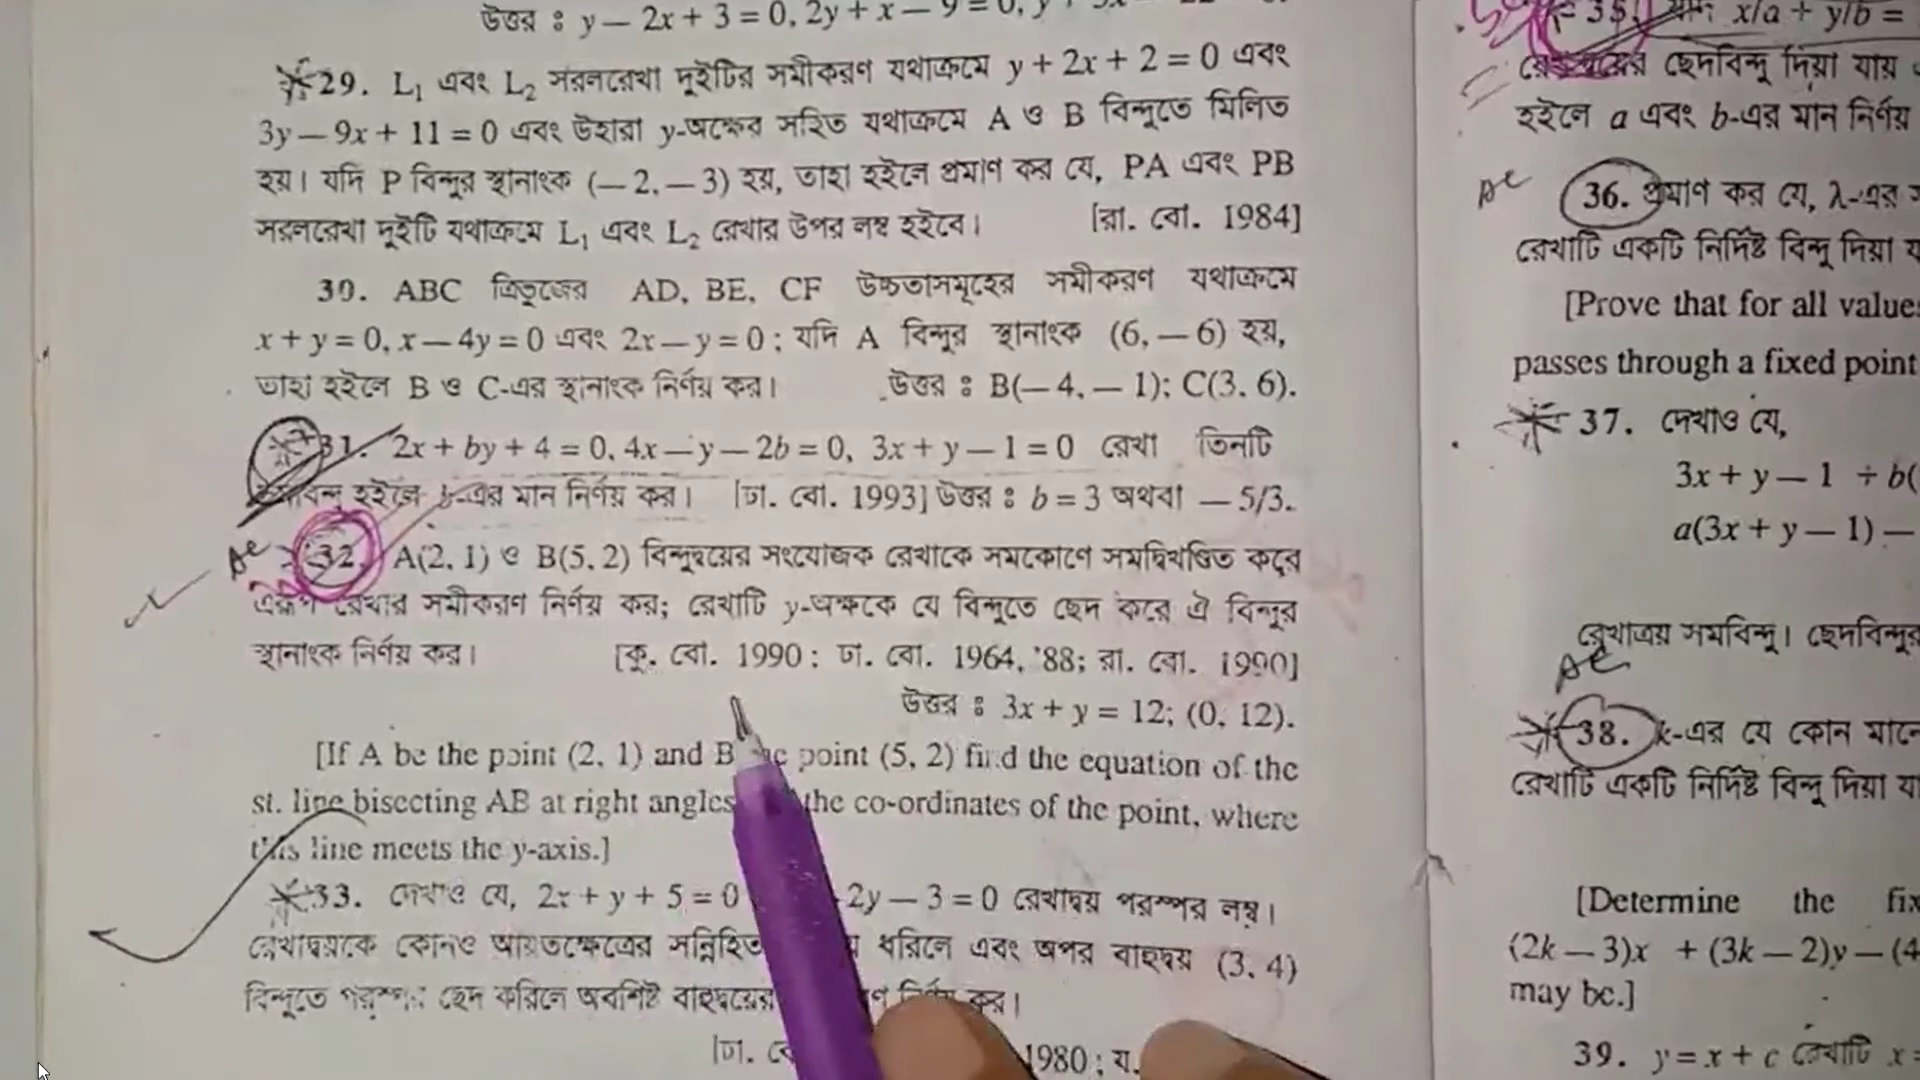 উত্তর : y — 2x + 3 = 0, 2y + x — 9 = 0,
29. L₁ এবং L₂ সরলরেখা দুইটির সমীকরণ যথাক্রমে y + 2x + 2 = 0 এবং
3y — 9x + 11 = 0 এবং উহারা y-অক্ষের সহিত যথাক্রমে A ও B বিন্দুতে মিলিত
হয়। যদি P বিন্দুর স্থানাংক (— 2, — 3) হয়, তাহা হইলে প্রমাণ কর যে, PA এবং PB
সরলরেখা দুইটি যথাক্রমে L₁ এবং L₂ রেখার উপর লম্ব হইবে। [রা. বো. 1984]
30. ABC ত্রিভূজের AD, BE, CF উচ্চতাসমূহের সমীকরণ যথাক্রমে
x + y = 0, x — 4y = 0 এবং 2x — y = 0 ; যদি A বিন্দুর স্থানাংক (6, — 6) হয়,
তাহা হইলে B ও C-এর স্থানাংক নির্ণয় কর। উত্তর : B(— 4, — 1); C(3, 6).
31. 2x + by + 4 = 0, 4x — y — 2b = 0, 3x + y — 1 = 0 রেখা তিনটি
হইলে b-এর মান নির্ণয় কর। [ঢা. বো. 1993] উত্তর : b = 3 অথবা — 5/3.
32. A(2, 1) ও B(5, 2) বিন্দুদ্বয়ের সংযোজক রেখাকে সমকোণে সমদ্বিখণ্ডিত করে
এরূপ রেখার সমীকরণ নির্ণয় কর; রেখাটি y-অক্ষকে যে বিন্দুতে ছেদ করে ঐ বিন্দুর
স্থানাংক নির্ণয় কর। [কু. বো. 1990 ; ঢা. বো. 1964, '88; রা. বো. 1990]
উত্তর : 3x + y = 12; (0, 12).
[If A be the point (2, 1) and B point (5, 2) find the equation of the
st. line bisecting AB at right angles the co-ordinates of the point, where
this line meets the y-axis.]
33. দেখাও যে, 2x + y + 5 = 0 2y — 3 = 0 রেখাদ্বয় পরস্পর লম্ব।
রেখাদ্বয়কে কোনও আয়তক্ষেত্রের সন্নিহিত ধরিলে এবং অপর বাহুদ্বয় (3, 4)
বিন্দুতে পরস্পর ছেদ করিলে অবশিষ্ট বাহুদ্বয়ের নির্ণয় কর।
[ঢা. 1980 ; য.
35. x/a + y/b =
ছেদবিন্দু দিয়া যায়
হইলে a এবং b-এর মান নির্ণয়
36. প্রমাণ কর যে, λ-এর
রেখাটি একটি নির্দিষ্ট বিন্দু দিয়া
[Prove that for all values
passes through a fixed point
37. দেখাও যে,
3x + y — 1 + b(
a(3x + y — 1) —
রেখাত্রয় সমবিন্দু। ছেদবিন্দুর
38. k-এর যে কোন মানে
রেখাটি একটি নির্দিষ্ট বিন্দু দিয়া
[Determine the
(2k — 3)x + (3k — 2)y — (4
may be.]
39. y = x + c রেখাটি x =